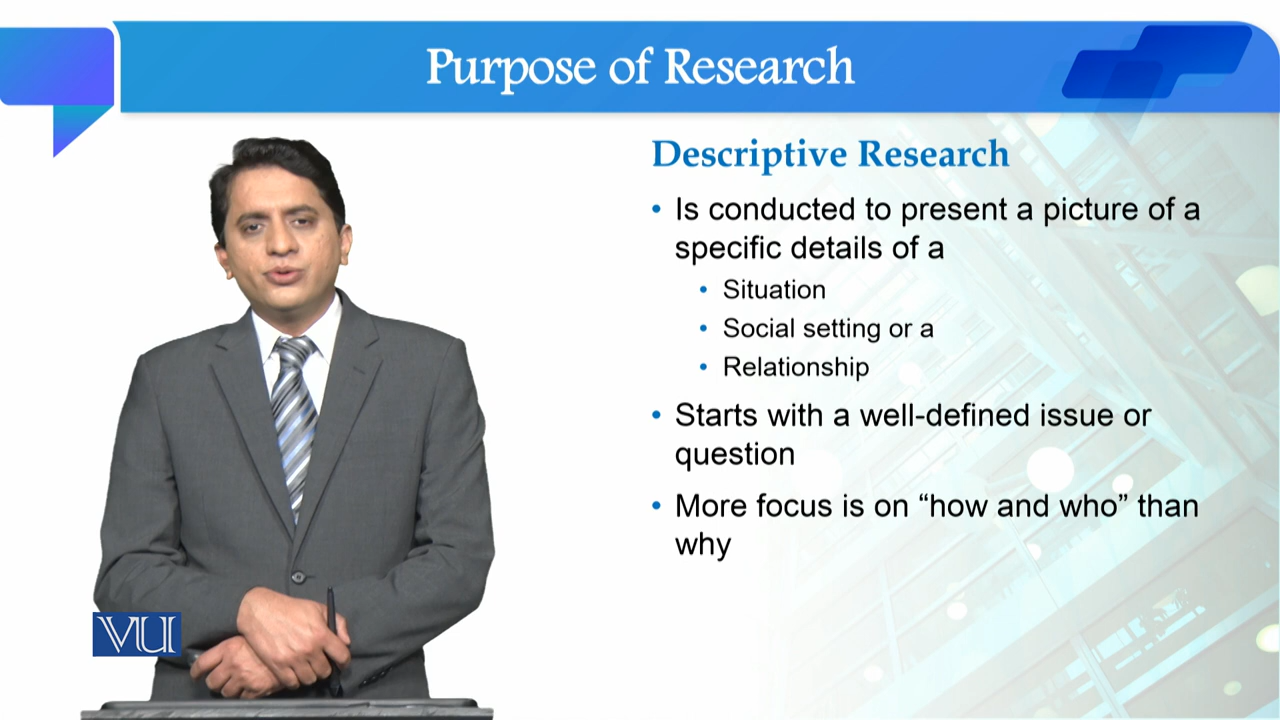 Purpose of Research
Descriptive Research
• Is conducted to present a picture of a
specific details of a
• Situation
• Social setting or a
• Relationship
• Starts with a well-defined issue or
question
• More focus is on “how and who” than
why
VU